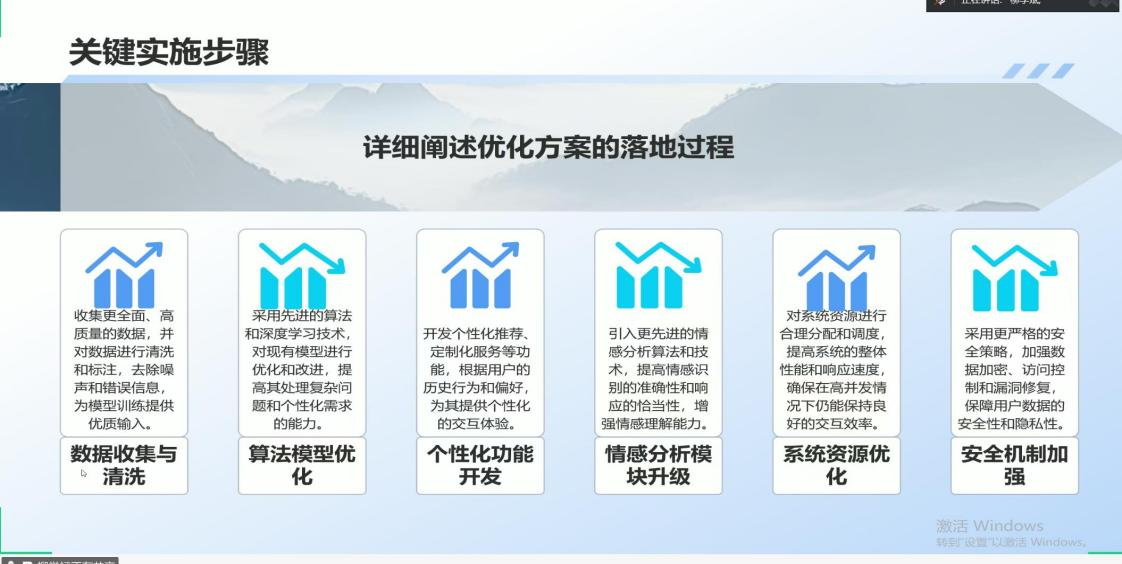 关键实施步骤
详细阐述优化方案的落地过程
收集更全面、高
质量的数据，并
对数据进行清洗
和标注，去除噪
声和错误信息，
为模型训练提供
优质输入。
数据收集与
清洗
采用先进的算法
和深度学习技术，
对现有模型进行
优化和改进，提
高其处理复杂问
题和个性化需求
的能力。
算法模型优
化
开发个性化推荐、
定制化服务等功
能，根据用户的
历史行为和偏好，
为其提供个性化
的交互体验。
个性化功能
开发
引入更先进的情
感分析算法和技
术，提高情感识
别的准确性和响
应的恰当性，增
强情感理解能力。
情感分析模
块升级
对系统资源进行
合理分配和调度，
提高系统的整体
性能和响应速度，
确保在高并发情
况下仍能保持良
好的交互效率。
系统资源优
化
采用更严格的安
全策略，加强数
据加密、访问控
制和漏洞修复，
保障用户数据的
安全性和隐私性。
安全机制加
强
激活 Windows
转到"设置"以激活 Windows。